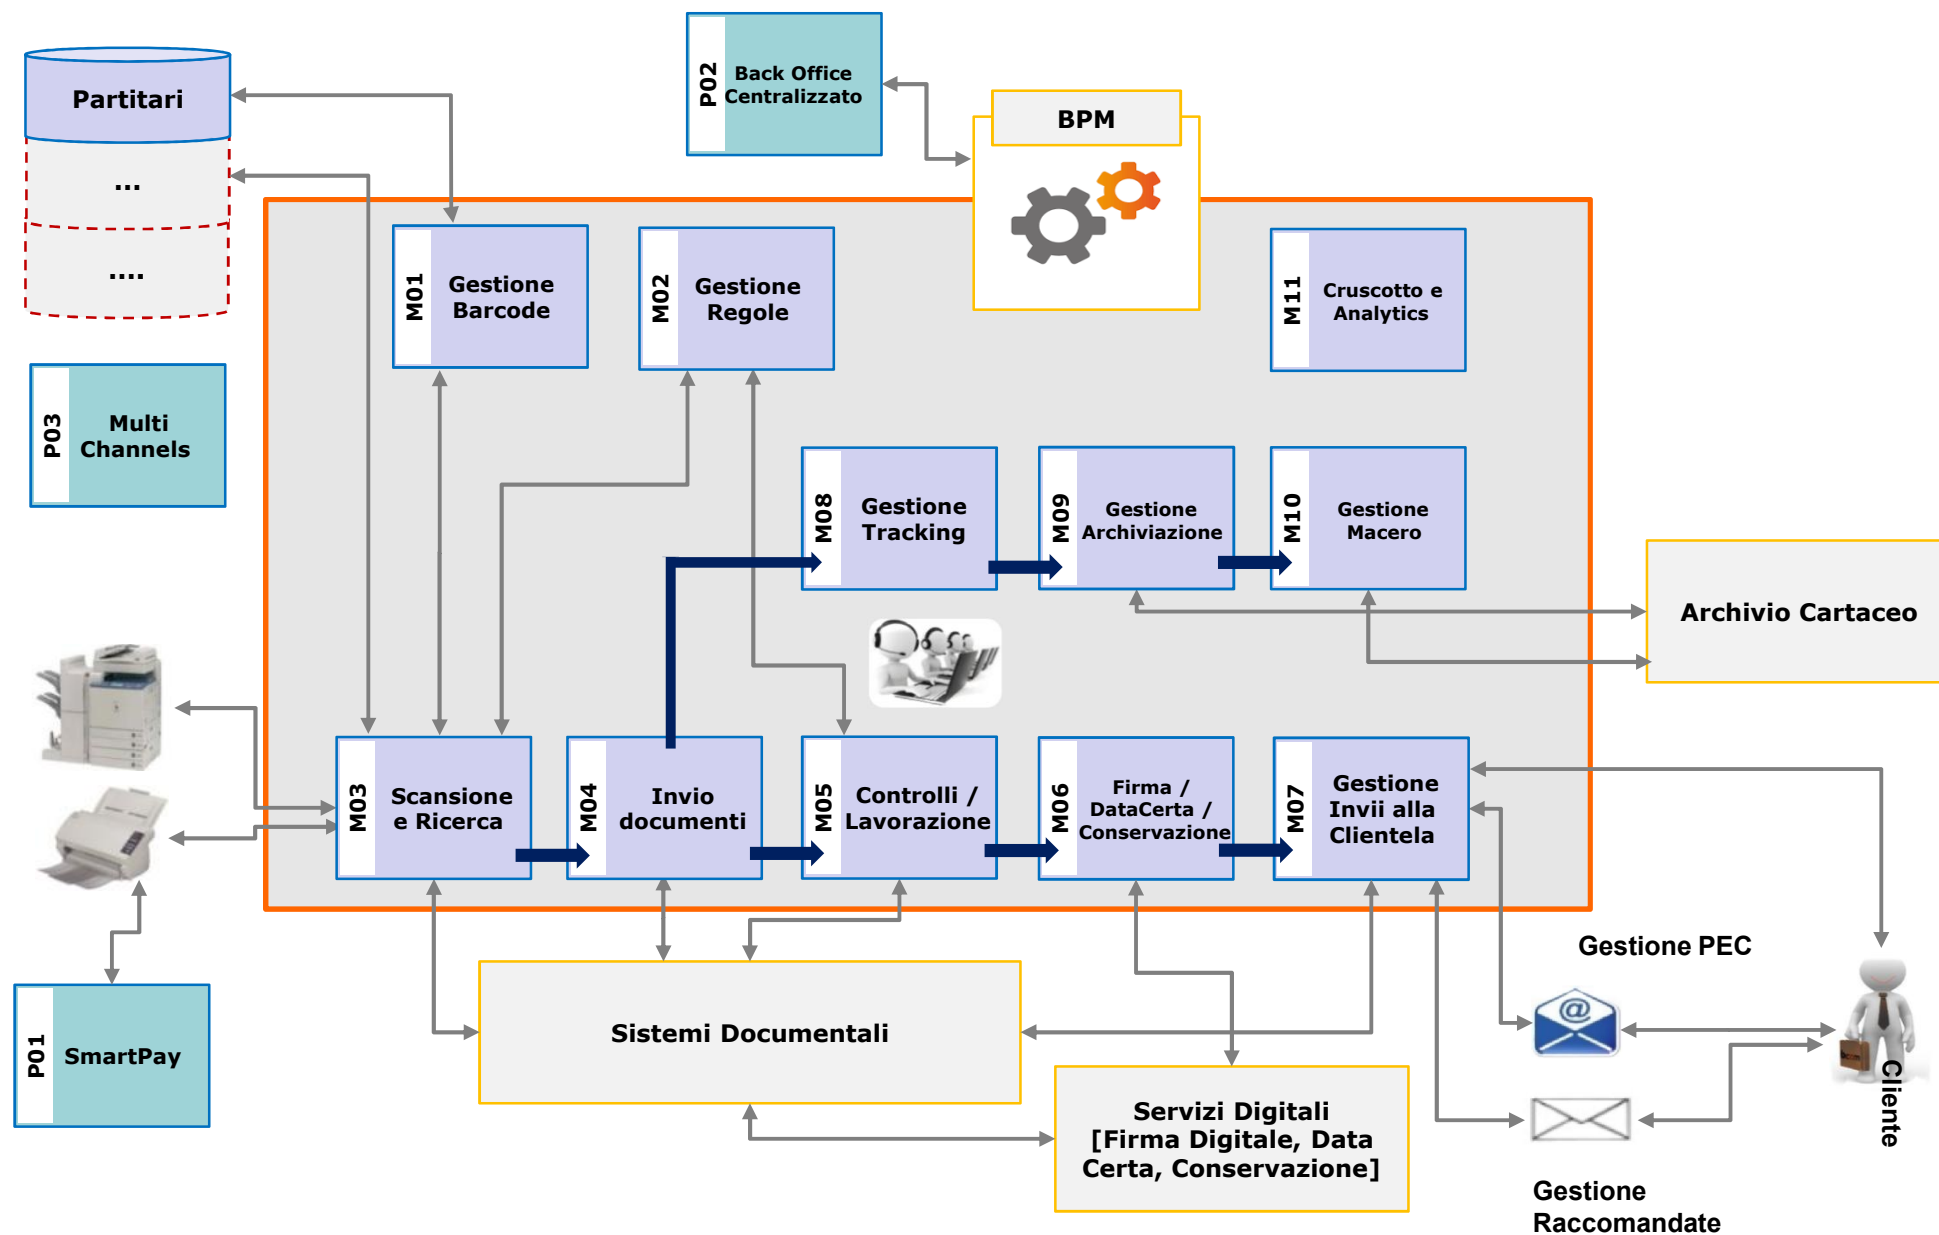 P02
Back Office
Centralizzato
Partitari
...
....
BPM
M01
Gestione
Barcode
M02
Gestione
Regole
M11
Cruscotto e
Analytics
P03
Multi
Channels
M08
Gestione
Tracking
M09
Gestione
Archiviazione
M10
Gestione
Macero
Archivio Cartaceo
M03
Scansione
e Ricerca
M04
Invio
documenti
M05
Controlli /
Lavorazione
M06
Firma /
DataCerta /
Conservazione
M07
Gestione
Invii alla
Clientela
Gestione PEC
@
Cliente
P01
SmartPay
Sistemi Documentali
Servizi Digitali
[Firma Digitale, Data
Certa, Conservazione]
Gestione
Raccomandate